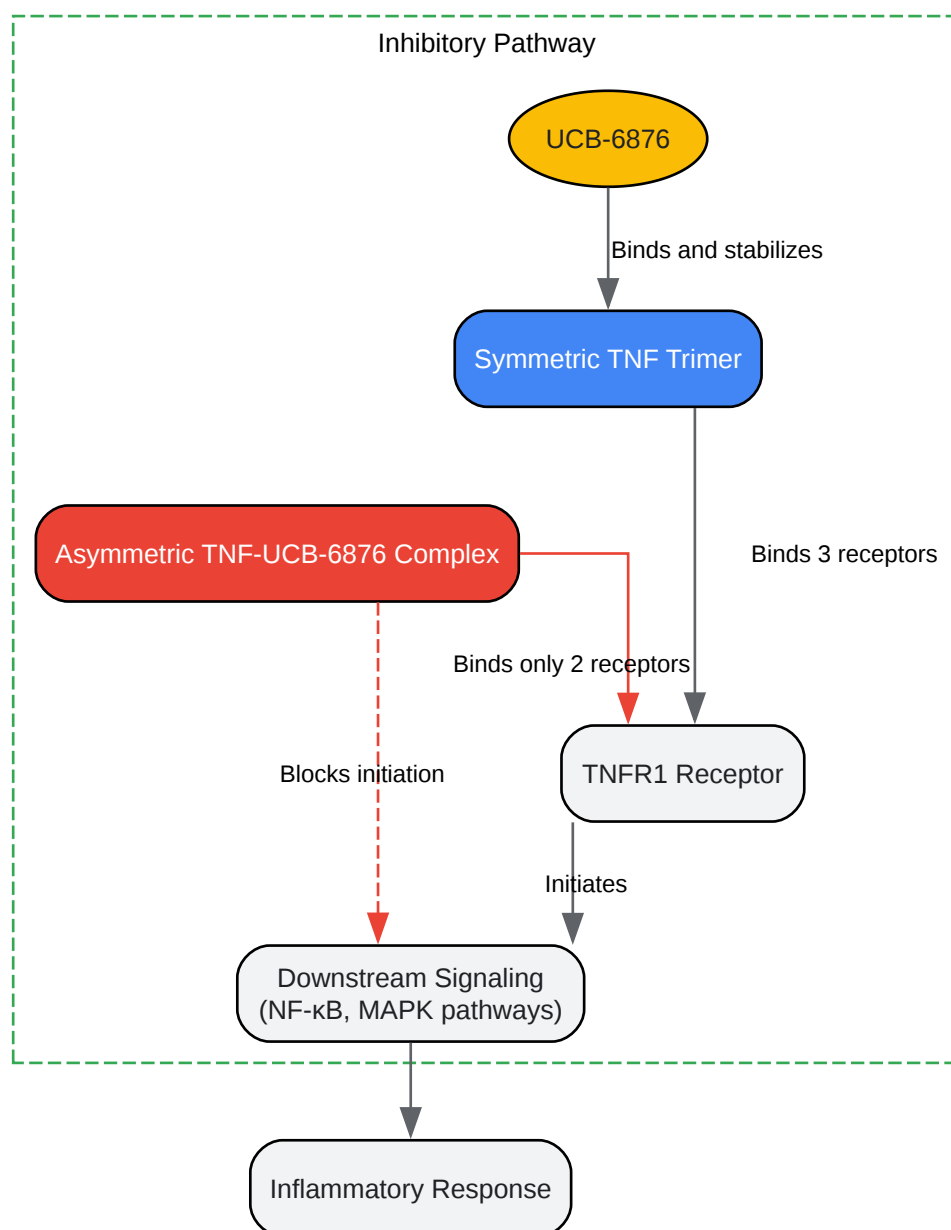 Inhibitory Pathway
UCB-6876
Binds and stabilizes
Symmetric TNF Trimer
Asymmetric TNF-UCB-6876 Complex
Binds 3 receptors
Binds only 2 receptors
TNFR1 Receptor
Blocks initiation
Initiates
Downstream Signaling
(NF-κB, MAPK pathways)
Inflammatory Response